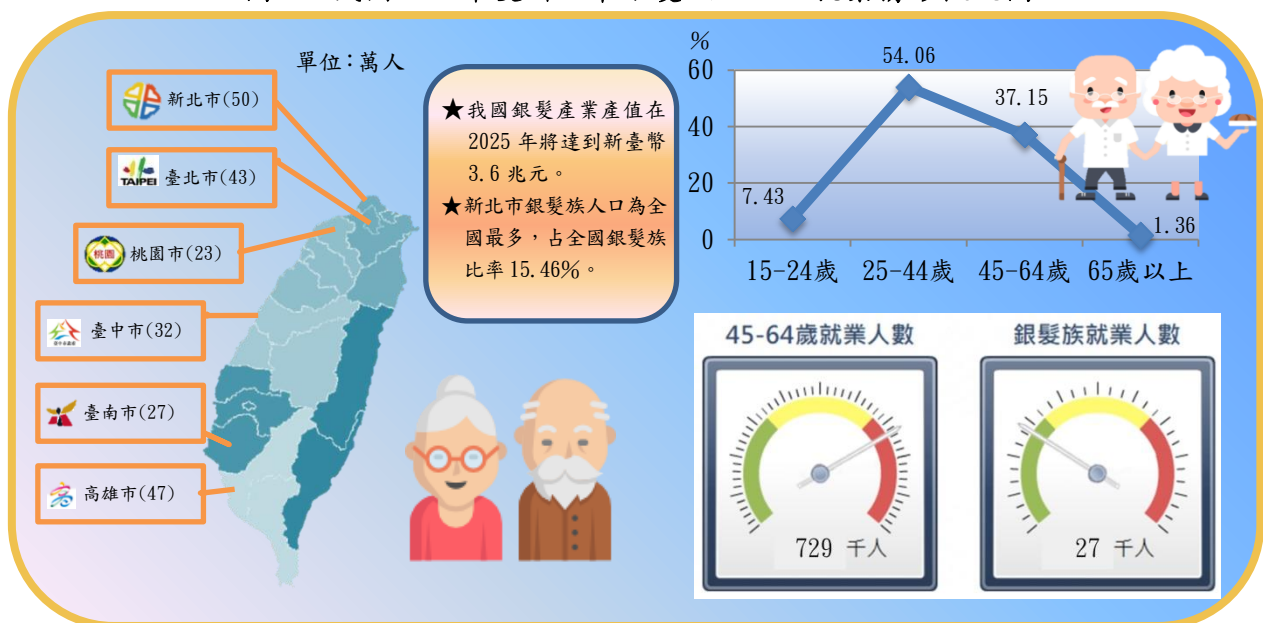 單位：萬人
新北市(50)
TAIPEI 臺北市(43)
桃園 桃園市(23)
臺中市(32)
臺南市(27)
高雄市(47)
★我國銀髮產業產值在
2025 年將達到新臺幣
3.6 兆元。
★新北市銀髮族人口為全
國最多，占全國銀髮族
比率 15.46%。
%
60
40
20
0
7.43
54.06
37.15
1.36
15-24歲 25-44歲 45-64歲 65歲以上
45-64歲就業人數
729 千人
銀髮族就業人數
27 千人